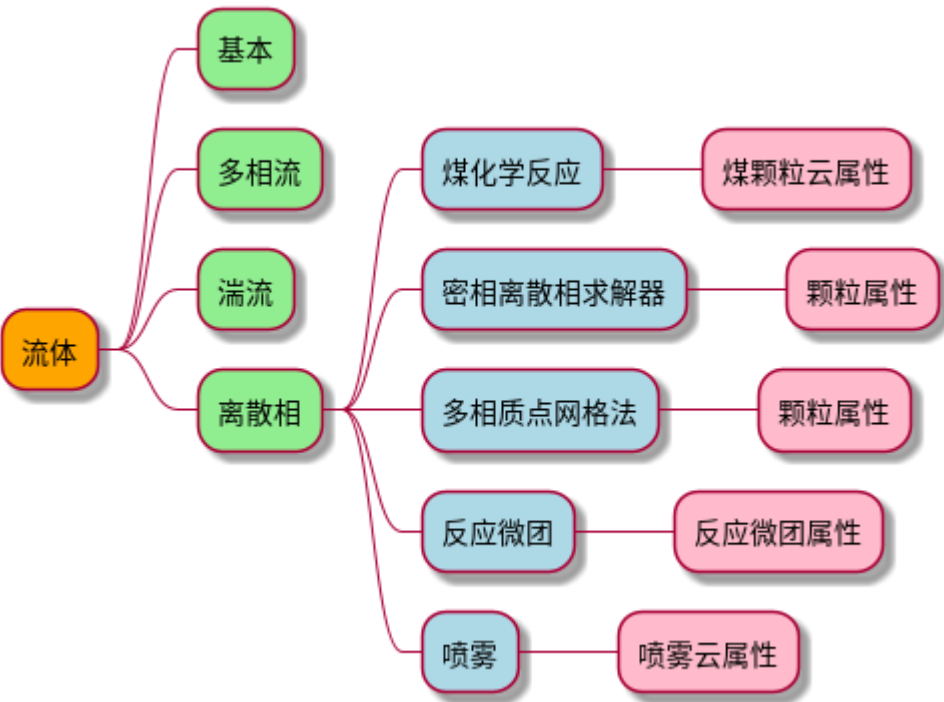 基本
多相流
煤化学反应
煤颗粒云属性
湍流
密相离散相求解器
颗粒属性
流体
离散相
多相质点网格法
颗粒属性
反应微团
反应微团属性
喷雾
喷雾云属性